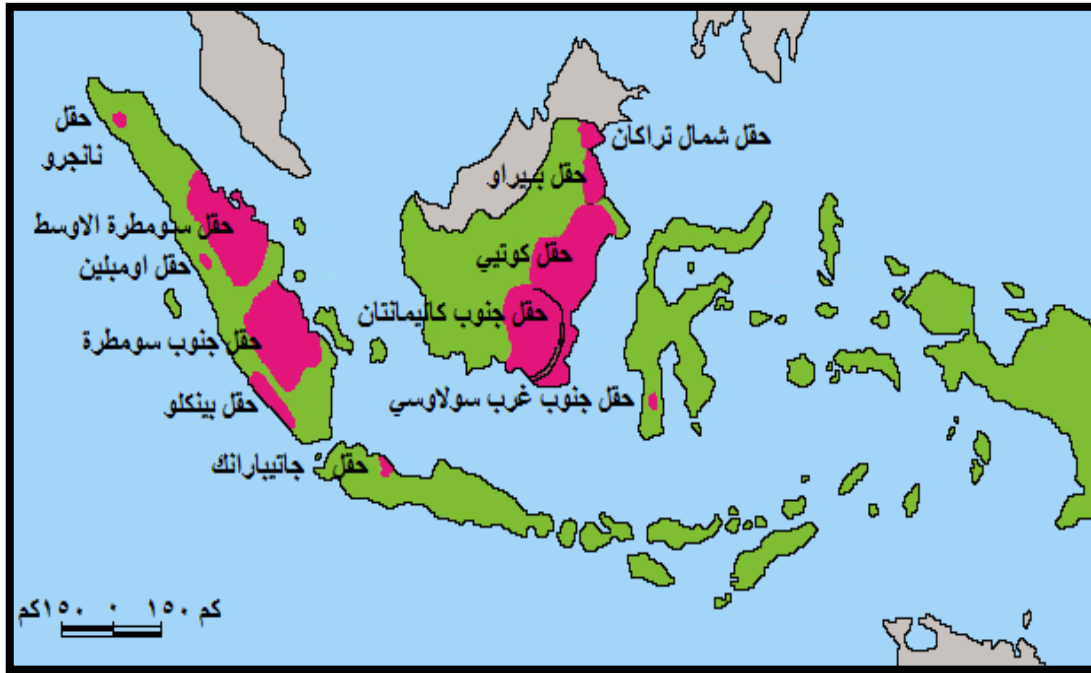 حقل
نانجرو
حقل شمال تراكان
حقل بيراو
حقل سومطرة الاوسط
حقل كوتيي
حقل اومبلين
حقل جنوب كاليمانتان
حقل جنوب سومطرة
حقل جنوب غرب سولاوسي
حقل بينكلو
حقل جاتيبارانك
كم ١٥٠ ٠ ١٥٠كم